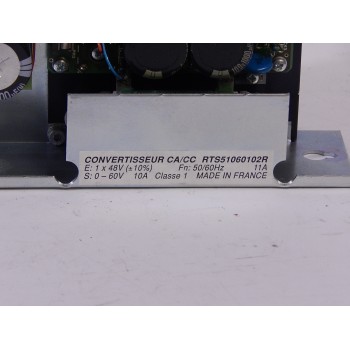 CONVERTISSEUR CA/CC RTS51060102R
E: 1 x 48V (±10%) Fn: 50/60Hz 11A
S: 0 – 60V 10A Classe 1 MADE IN FRANCE